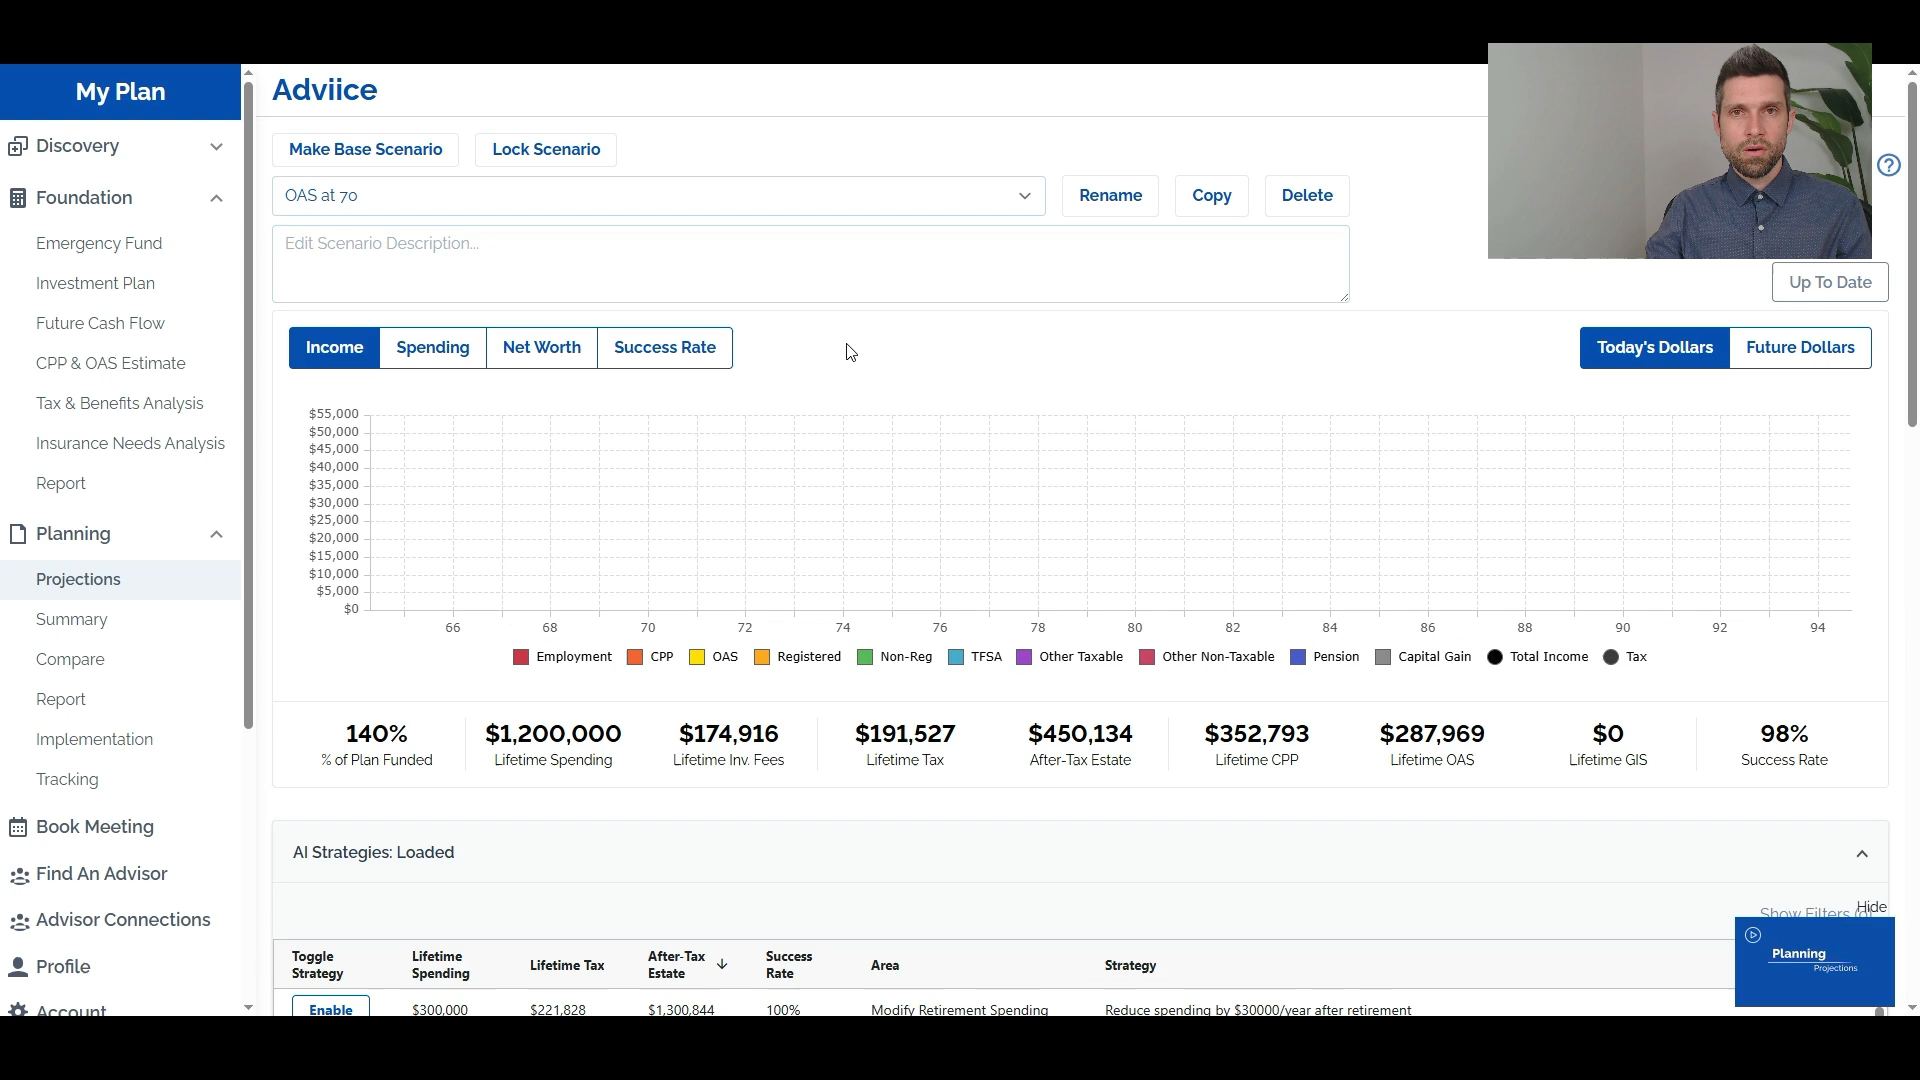 My Plan
Adviice
Discovery
Foundation
Emergency Fund
Investment Plan
Future Cash Flow
CPP & OAS Estimate
Tax & Benefits Analysis
Insurance Needs Analysis
Report
Planning
Projections
Summary
Compare
Report
Implementation
Tracking
Book Meeting
Find An Advisor
Advisor Connections
Profile
Account
Make Base Scenario Lock Scenario
OAS at 70 Rename Copy Delete
Edit Scenario Description...
Up To Date
Income Spending Net Worth Success Rate Today's Dollars Future Dollars
$55,000
$50,000
$45,000
$40,000
$35,000
$30,000
$25,000
$20,000
$15,000
$10,000
$5,000
$0
66 68 70 72 74 76 78 80 82 84 86 88 90 92 94
Employment CPP OAS Registered Non-Reg TFSA Other Taxable Other Non-Taxable Pension Capital Gain Total Income Tax
140% $1,200,000 $174,916 $191,527 $450,134 $352,793 $287,969 $0 98%
% of Plan Funded Lifetime Spending Lifetime Inv. Fees Lifetime Tax After-Tax Estate Lifetime CPP Lifetime OAS Lifetime GIS Success Rate
AI Strategies: Loaded
Hide
Show Filters
Toggle Strategy Lifetime Spending Lifetime Tax After-Tax Estate Success Rate Area Strategy
Enable $300,000 $221,828 $1,300,844 100% Modify Retirement Spending Reduce spending by $30000/year after retirement
Planning
Projections